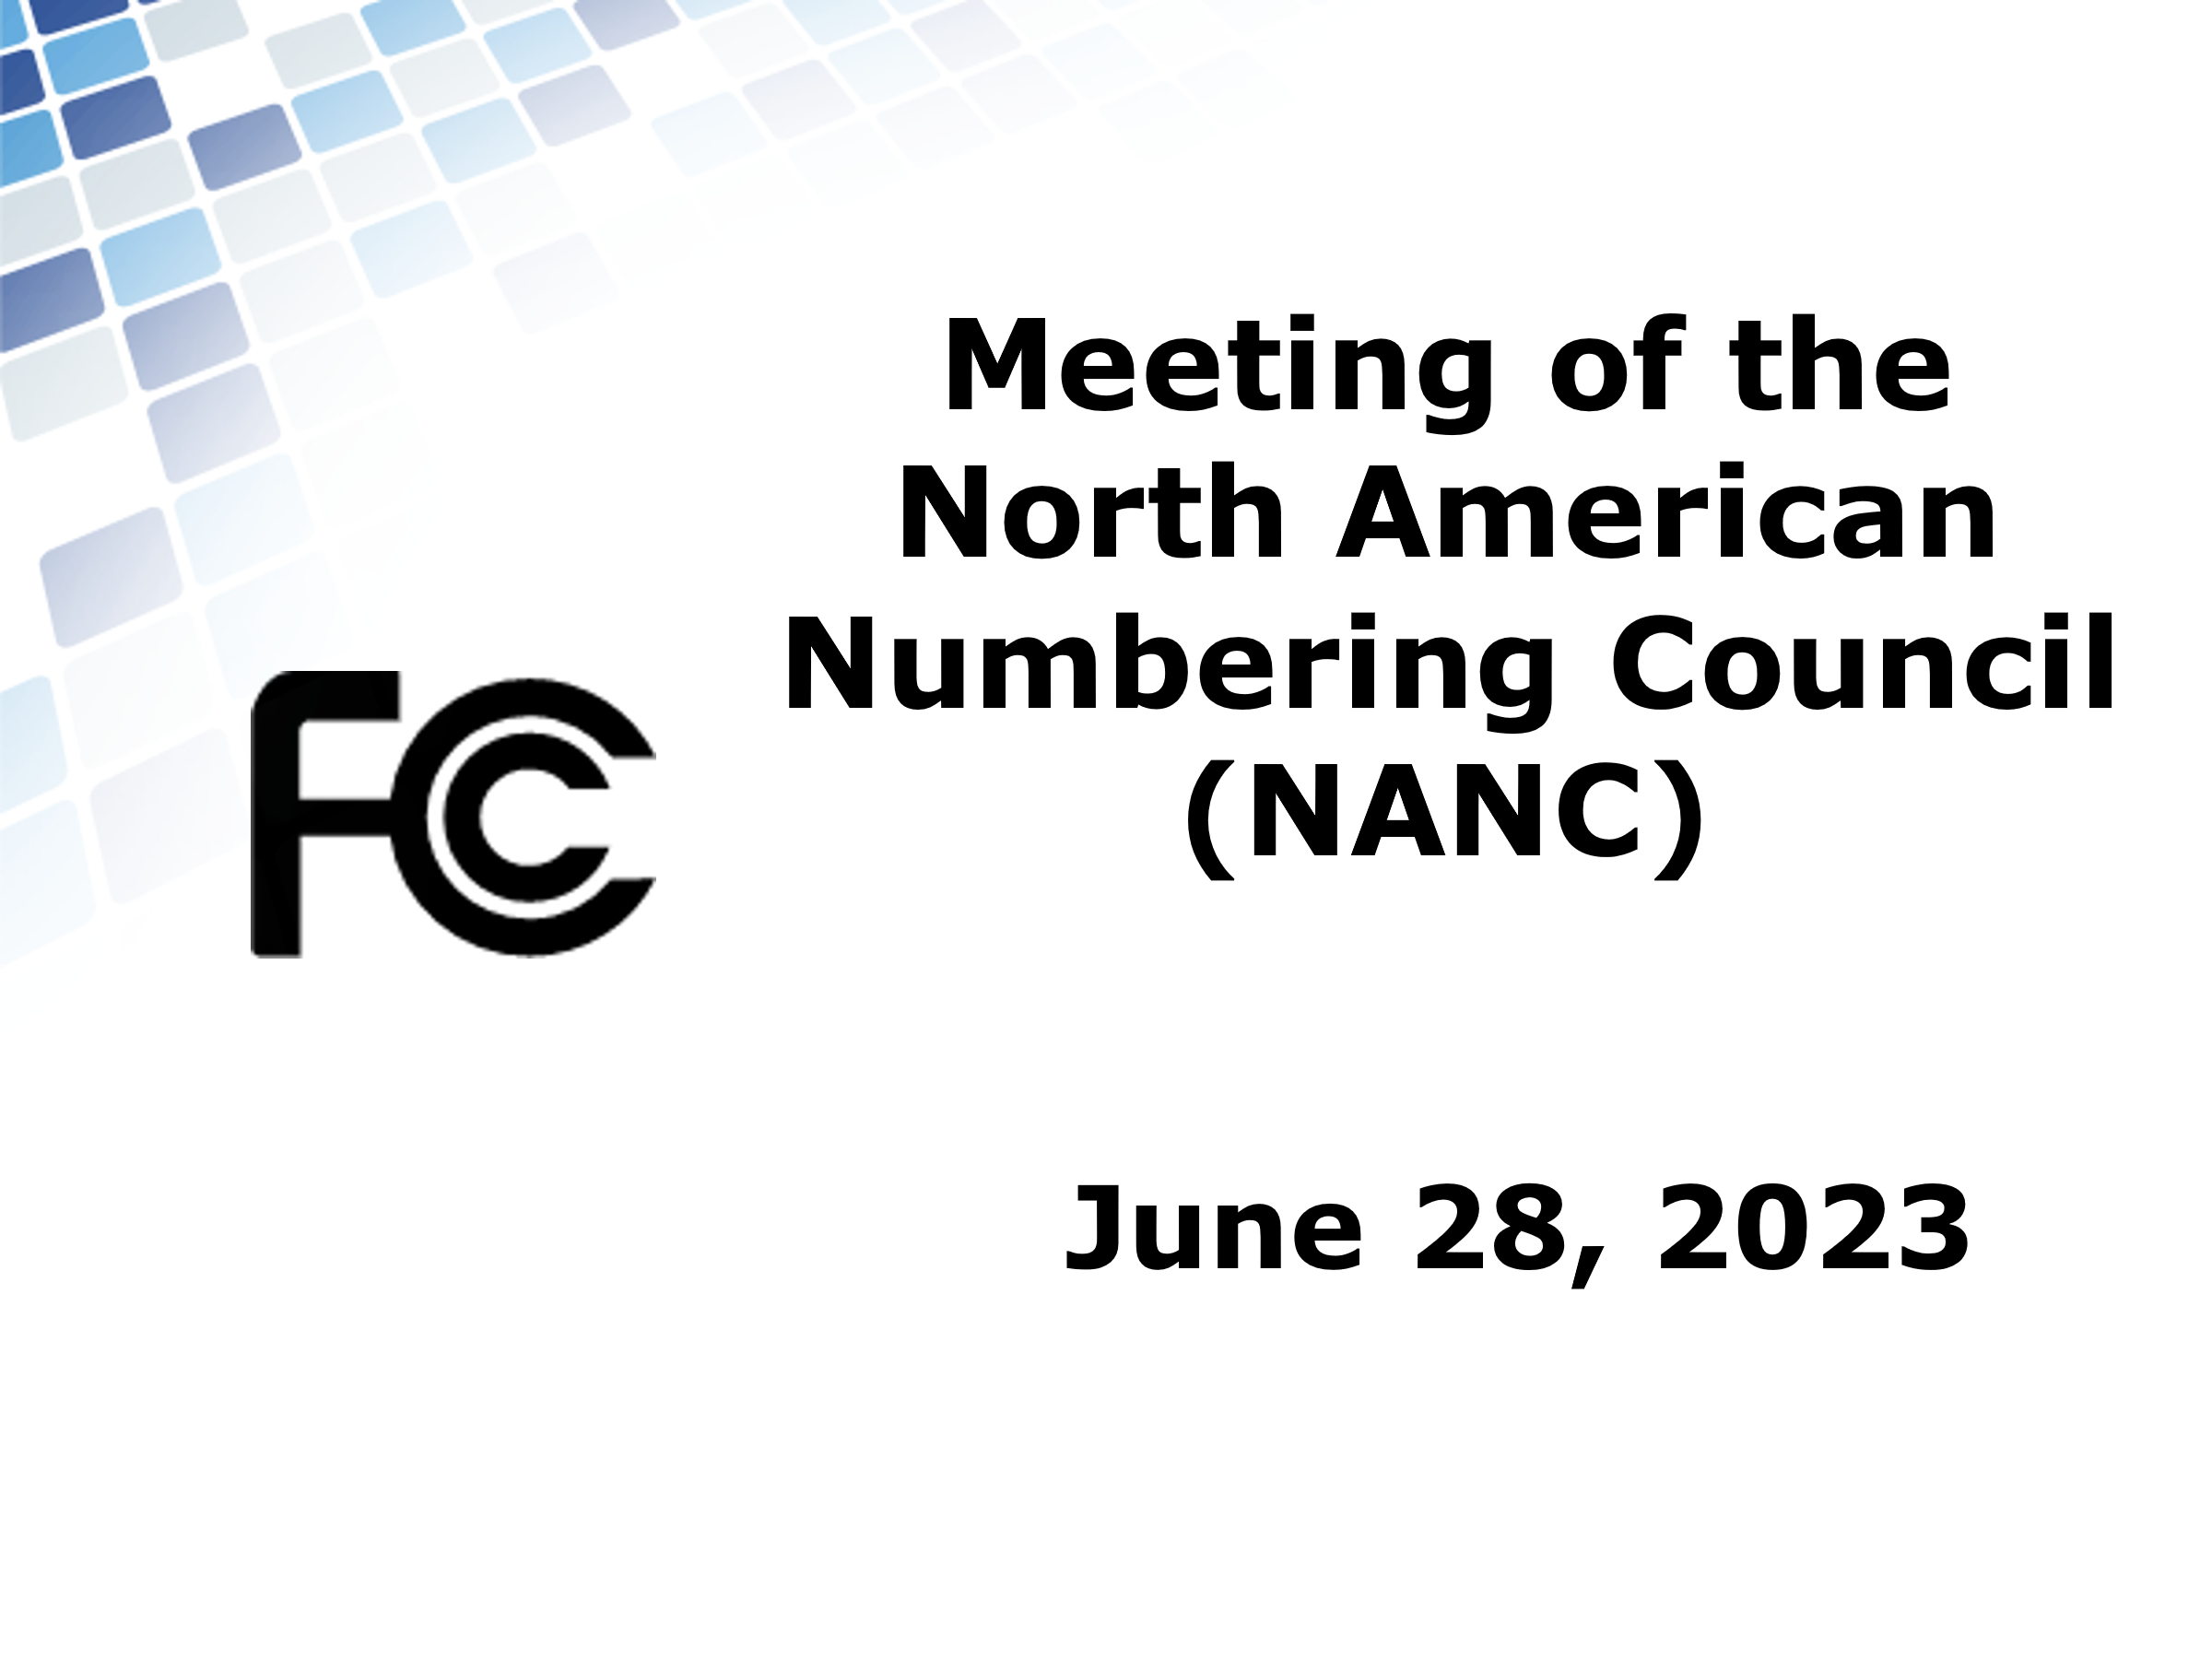 Meeting of the
North American
Numbering Council
(NANC)
FCC
June 28, 2023